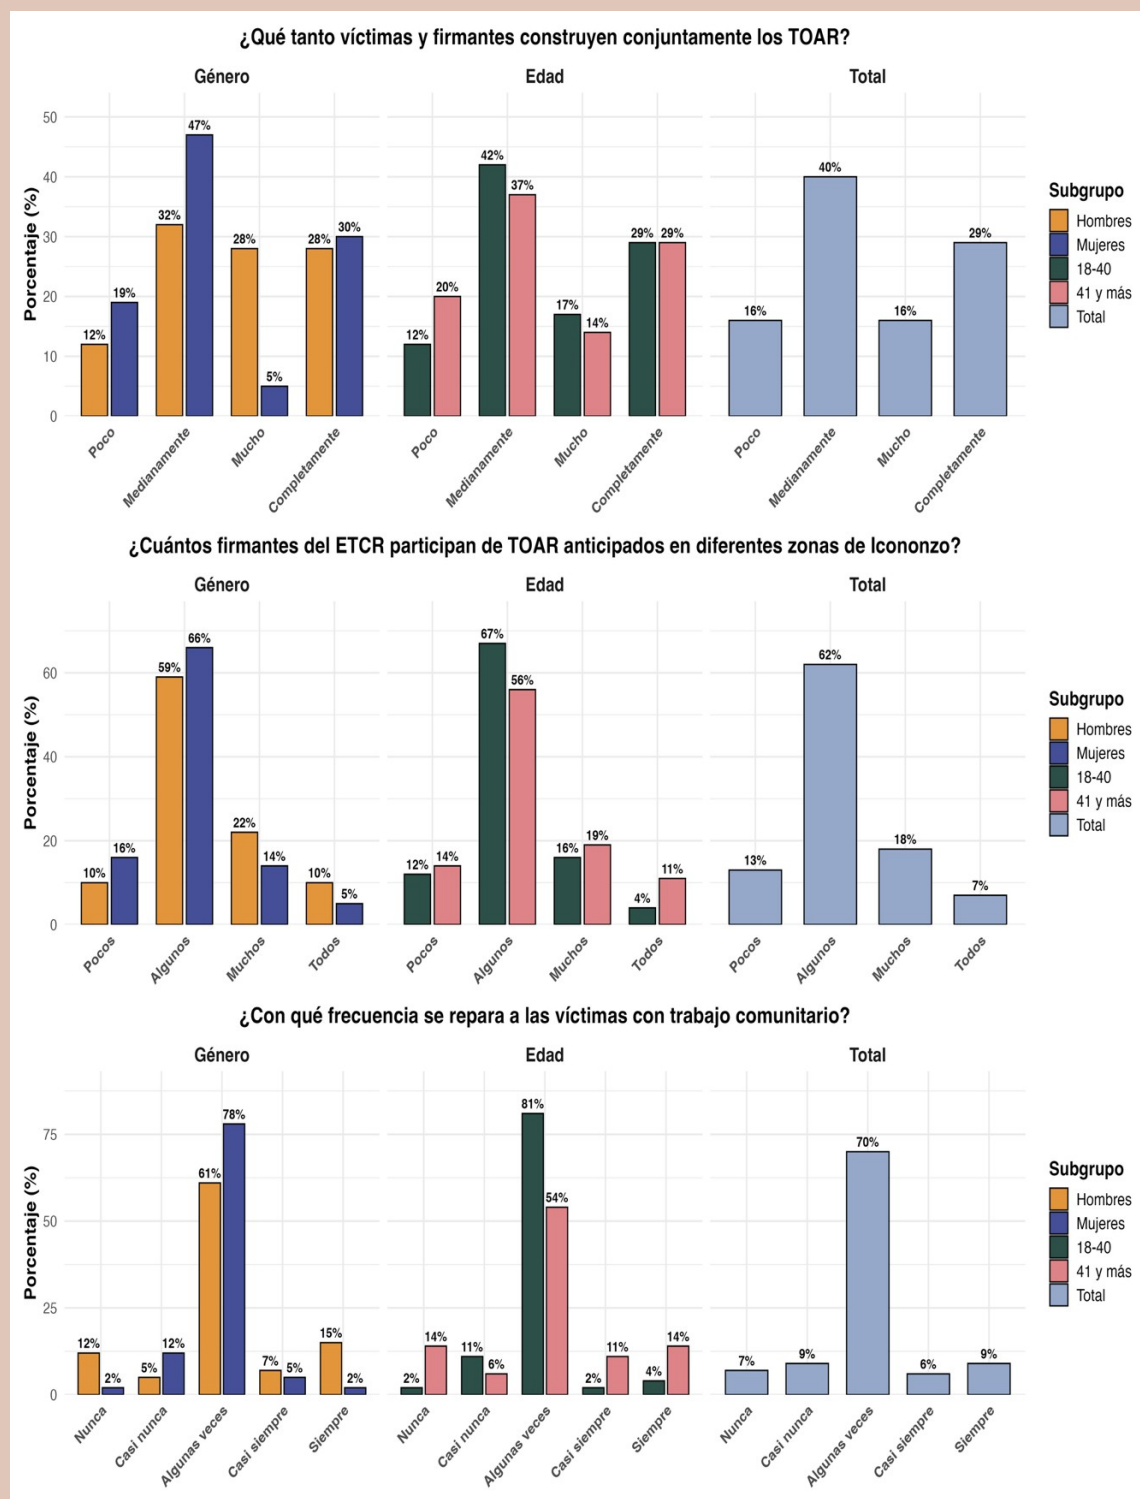 ¿Qué tanto víctimas y firmantes construyen conjuntamente los TOAR?
Género Edad Total
Porcentaje (%)
50
40
30
20
10
0
12% 19% 32% 47% 28% 5% 28% 30%
12% 20% 42% 37% 17% 14% 29% 29%
16% 40% 16% 29%
Poco Medianamente Mucho Completamente
Poco Medianamente Mucho Completamente
Poco Medianamente Mucho Completamente
Subgrupo
Hombres
Mujeres
18-40
41 y más
Total
¿Cuántos firmantes del ETCR participan de TOAR anticipados en diferentes zonas de Icononzo?
Género Edad Total
Porcentaje (%)
60
40
20
0
10% 16% 59% 66% 22% 14% 10% 5%
12% 14% 67% 56% 16% 19% 4% 11%
13% 62% 18% 7%
Pocos Algunos Muchos Todos
Pocos Algunos Muchos Todos
Pocos Algunos Muchos Todos
Subgrupo
Hombres
Mujeres
18-40
41 y más
Total
¿Con qué frecuencia se repara a las víctimas con trabajo comunitario?
Género Edad Total
Porcentaje (%)
75
50
25
0
12% 2% 5% 12% 61% 78% 7% 5% 15% 2%
2% 14% 11% 6% 81% 54% 2% 11% 4% 14%
7% 9% 70% 6% 9%
Nunca Casi nunca Algunas veces Casi siempre Siempre
Nunca Casi nunca Algunas veces Casi siempre Siempre
Nunca Casi nunca Algunas veces Casi siempre Siempre
Subgrupo
Hombres
Mujeres
18-40
41 y más
Total